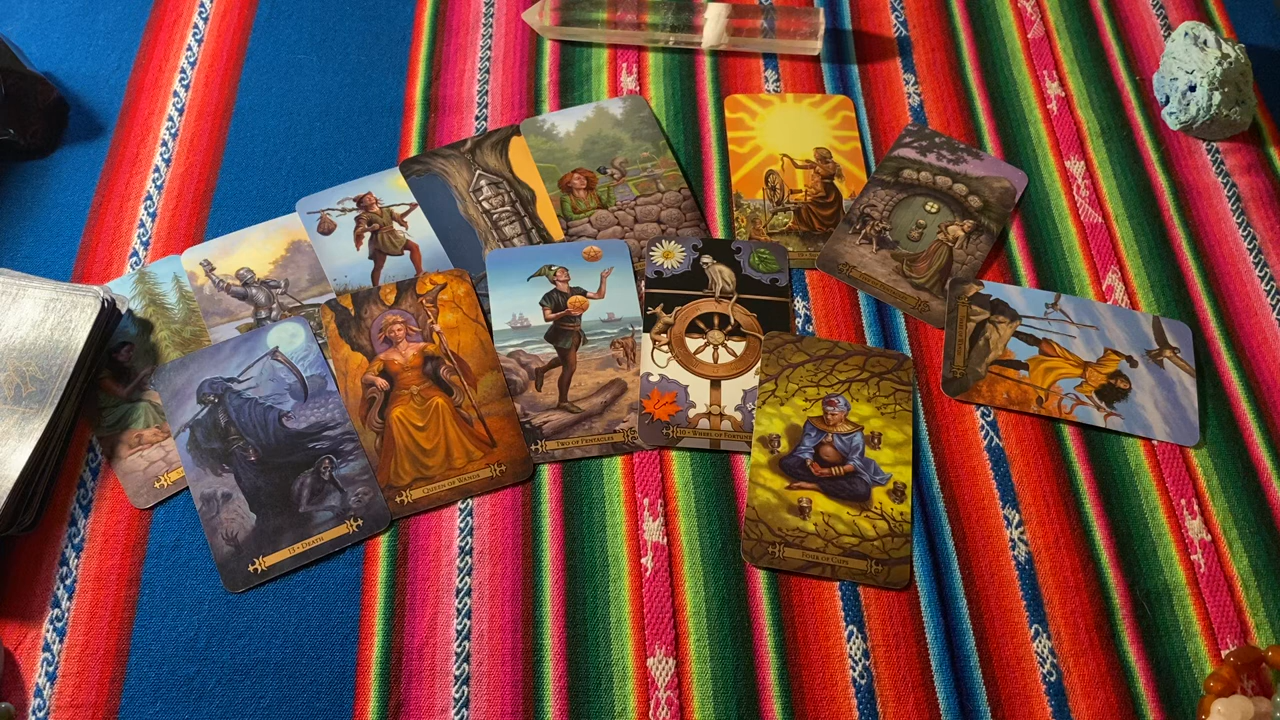 TWO OF PENTACLES
10 • WHEEL OF FORTUNE
QUEEN OF WANDS
13 • DEATH
FOUR OF CUPS